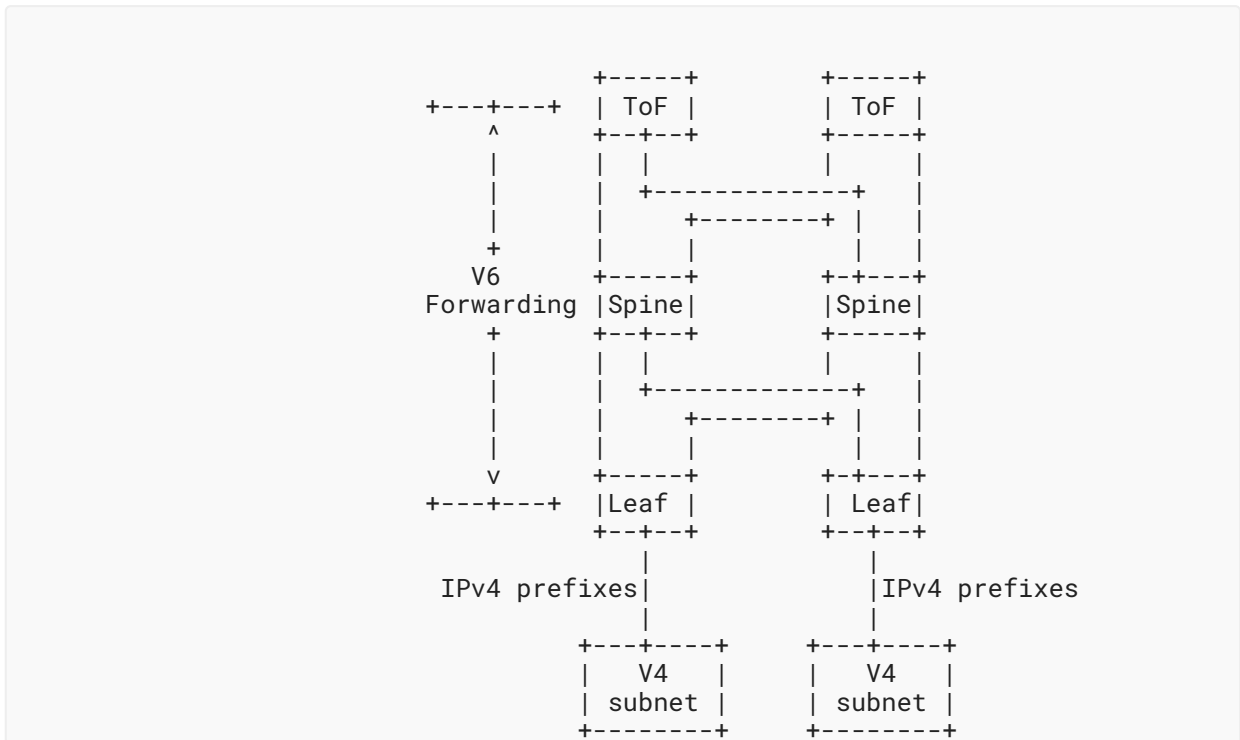 ToF ToF
V6
Forwarding Spine Spine
Leaf Leaf
IPv4 prefixes IPv4 prefixes
V4 V4
subnet subnet